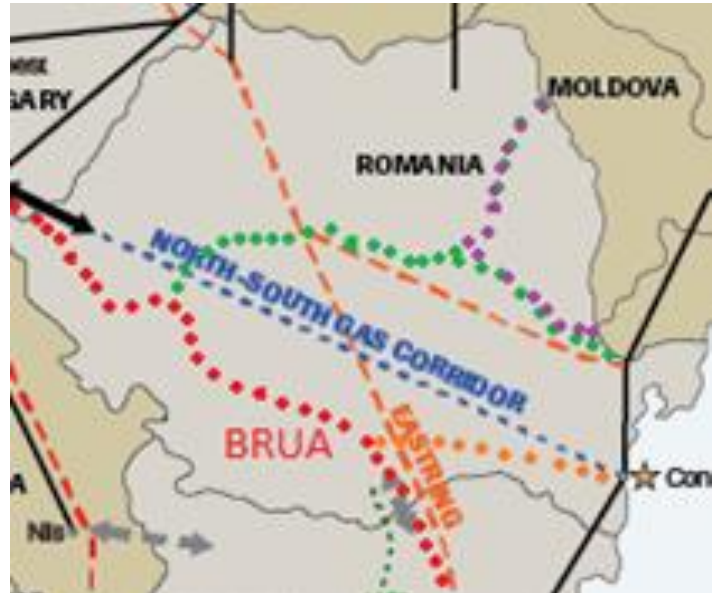 GARY
MOLDOVA
ROMANIA
NORTH-SOUTH GAS CORRIDOR
BRUA
EASTRING
Con
A
Nis